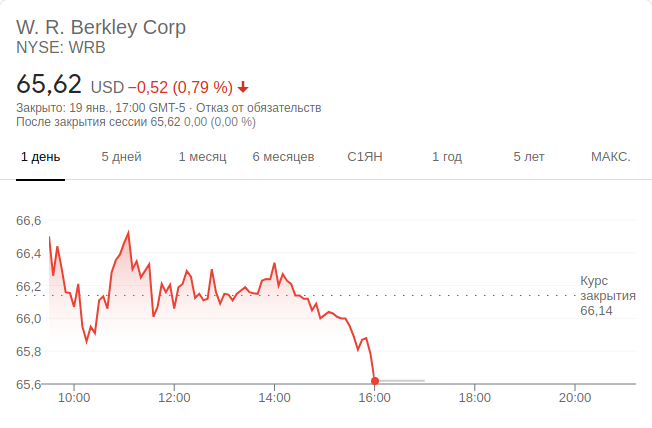 W. R. Berkley Corp
NYSE: WRB
65,62 USD −0,52 (0,79 %)
Закрыто: 19 янв., 17:00 GMT-5 · Отказ от обязательств
После закрытия сессии 65,62 0,00 (0,00 %)
1 день 5 дней 1 месяц 6 месяцев С1ЯН 1 год 5 лет МАКС.
66,6
66,4
66,2
66,0
65,8
65,6
Курс
закрытия
66,14
10:00 12:00 14:00 16:00 18:00 20:00